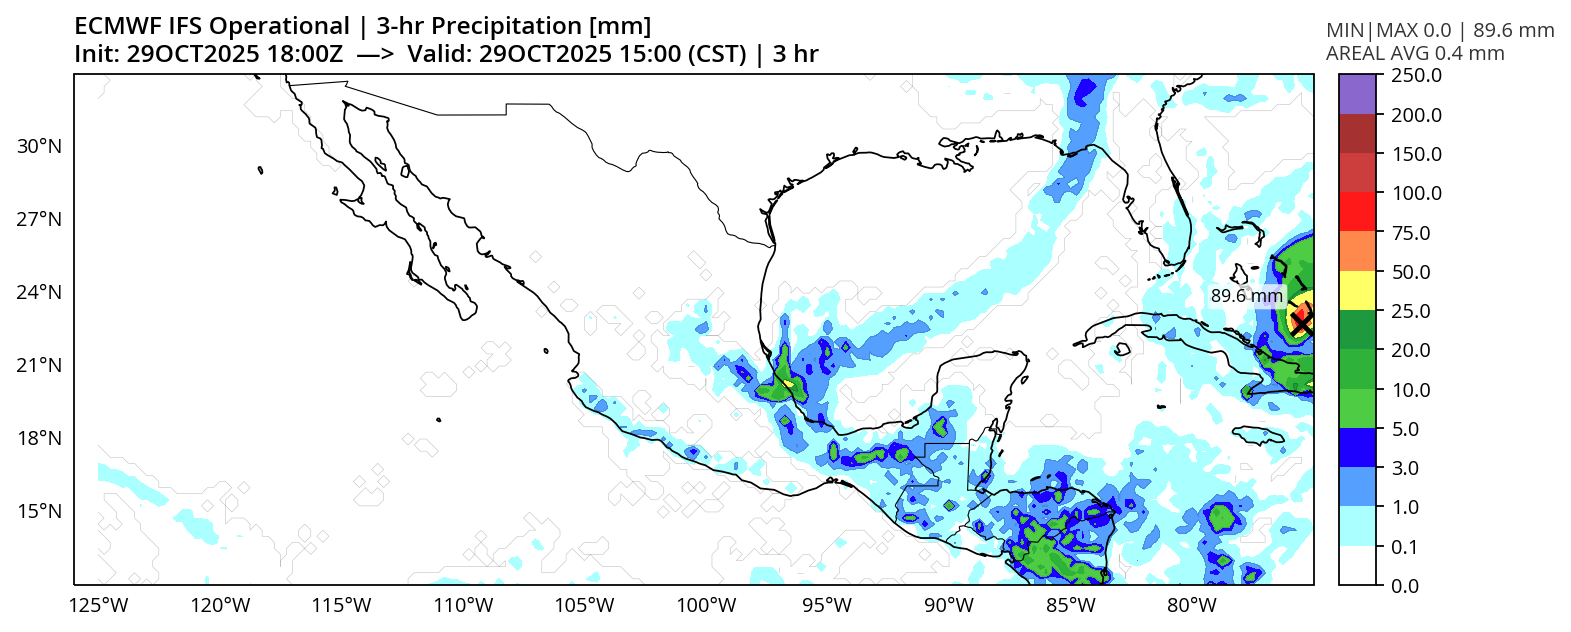 ECMWF IFS Operational | 3-hr Precipitation [mm]
Init: 29OCT2025 18:00Z —> Valid: 29OCT2025 15:00 (CST) | 3 hr
MIN|MAX 0.0 | 89.6 mm
AREAL AVG 0.4 mm
250.0
200.0
150.0
100.0
75.0
50.0
25.0
20.0
10.0
5.0
3.0
1.0
0.1
0.0
30°N
27°N
24°N
21°N
18°N
15°N
89.6 mm
125°W 120°W 115°W 110°W 105°W 100°W 95°W 90°W 85°W 80°W